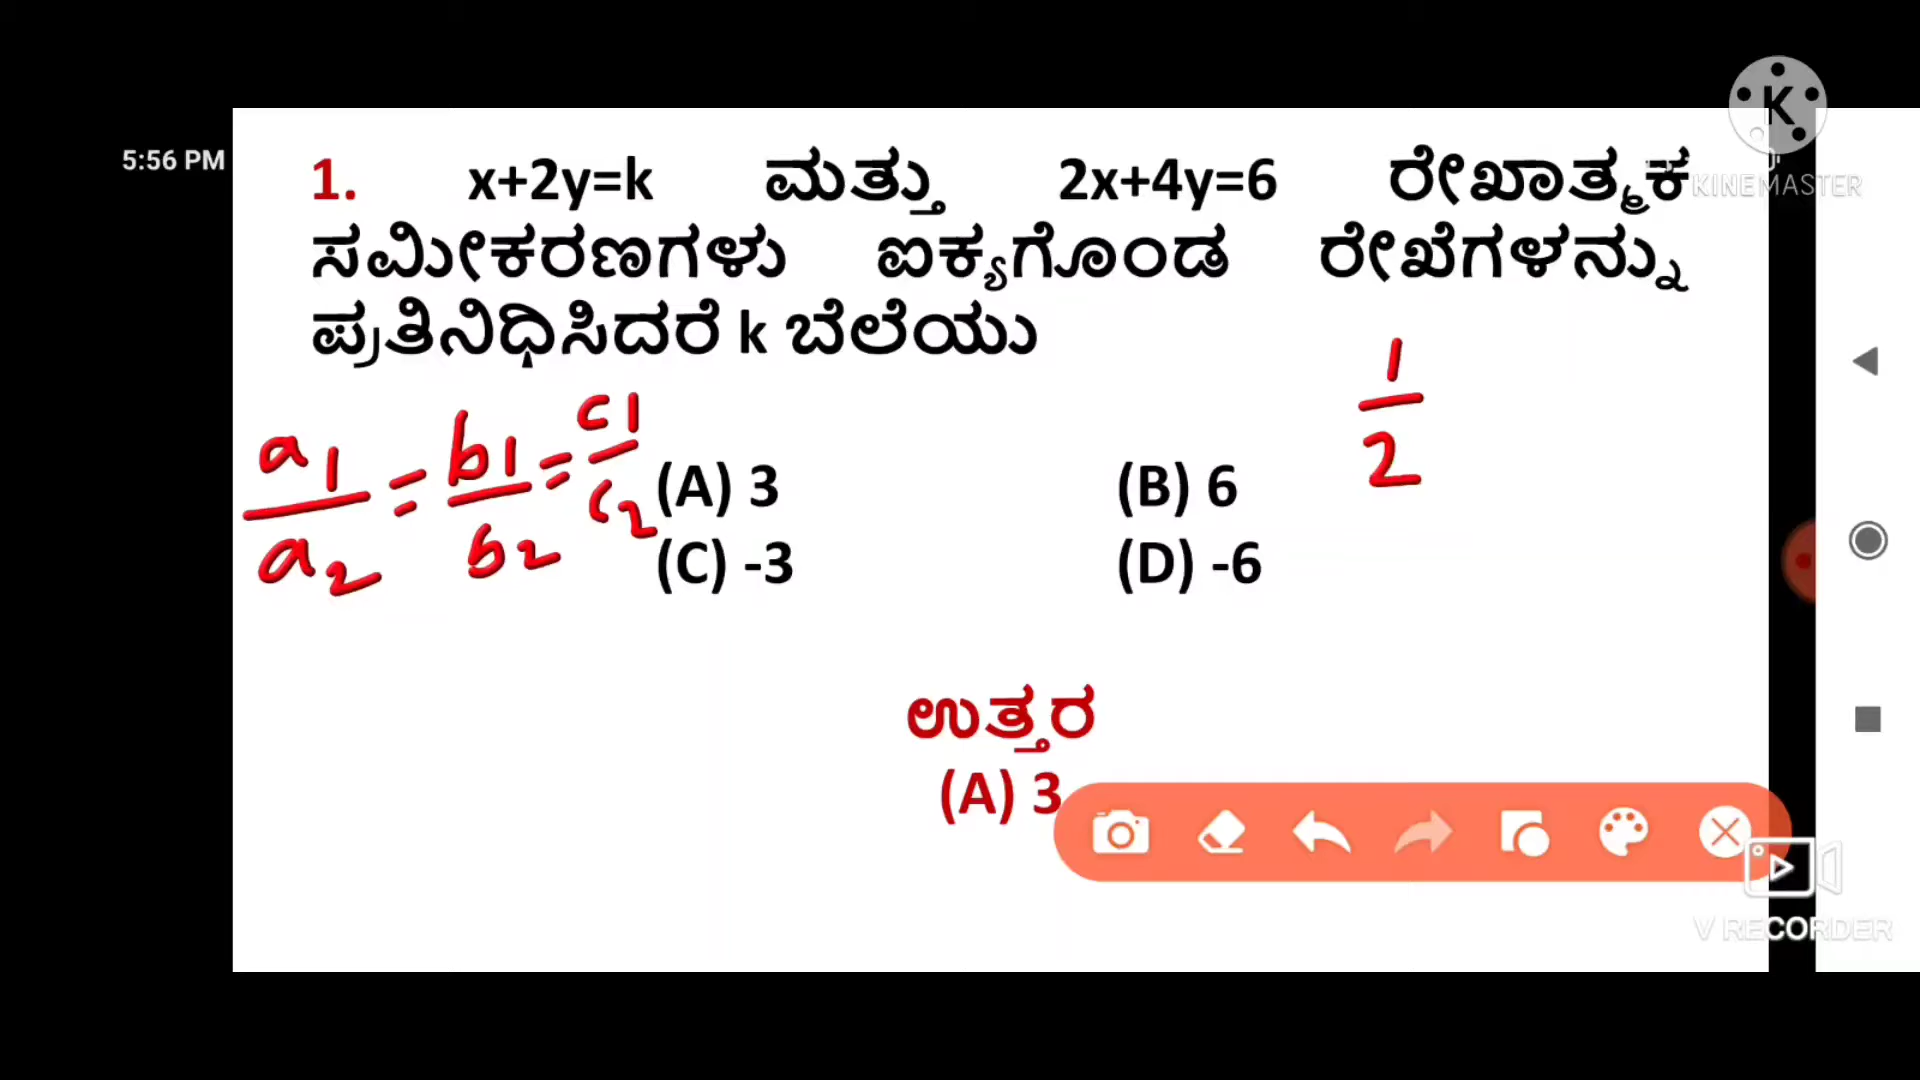 5:56 PM
1. x+2y=k ಮತ್ತು 2x+4y=6 ರೇಖಾತ್ಮಕ
ಸಮೀಕರಣಗಳು ಐಕ್ಯಗೊಂಡ ರೇಖೆಗಳನ್ನು
ಪ್ರತಿನಿಧಿಸಿದರೆ k ಬೆಲೆಯು
a1/a2 = b1/b2 = c1/c2
1/2
(A) 3 (B) 6
(C) -3 (D) -6
ಉತ್ತರ
(A) 3
K
KINEMASTER
V RECORDER